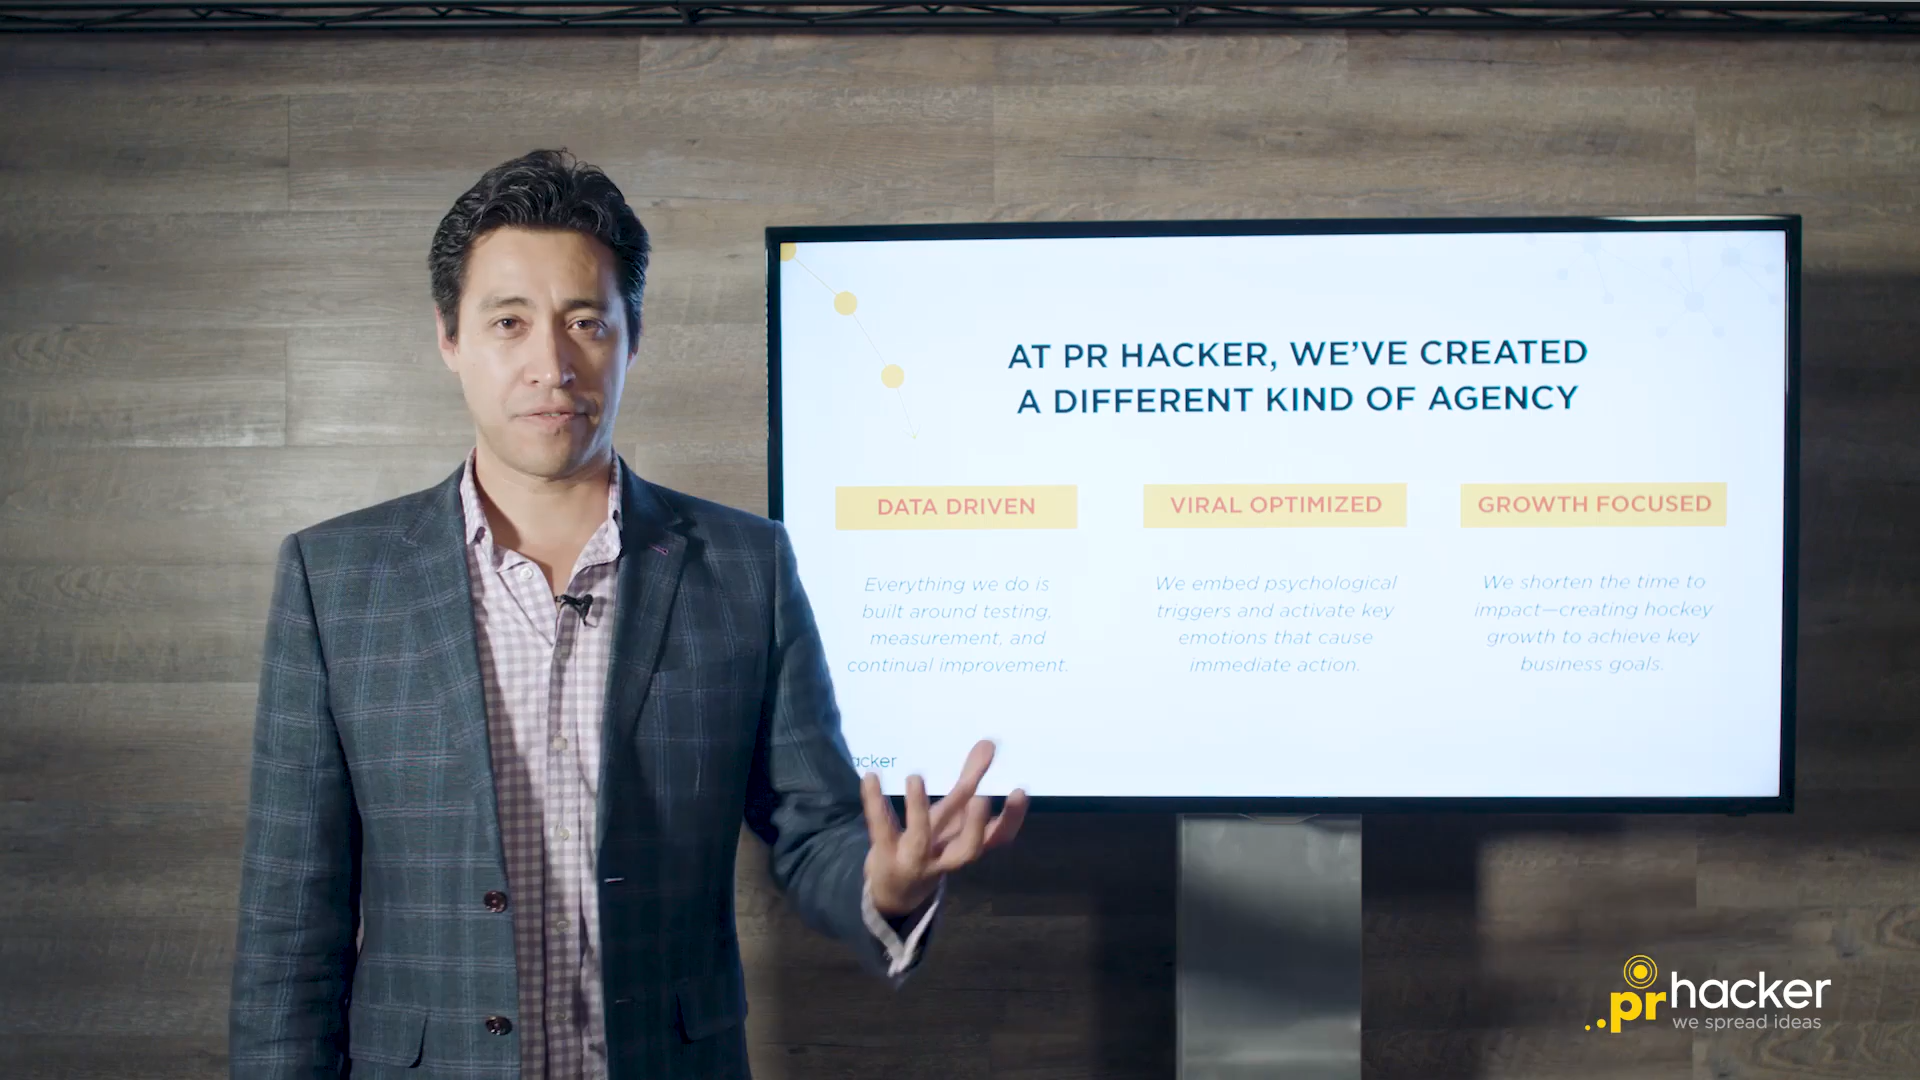 AT PR HACKER, WE'VE CREATED
A DIFFERENT KIND OF AGENCY
DATA DRIVEN
Everything we do is
built around testing,
measurement, and
continual improvement.
VIRAL OPTIMIZED
We embed psychological
triggers and activate key
emotions that cause
immediate action.
GROWTH FOCUSED
We shorten the time to
impact—creating hockey
growth to achieve key
business goals.
acker
..prhacker
we spread ideas